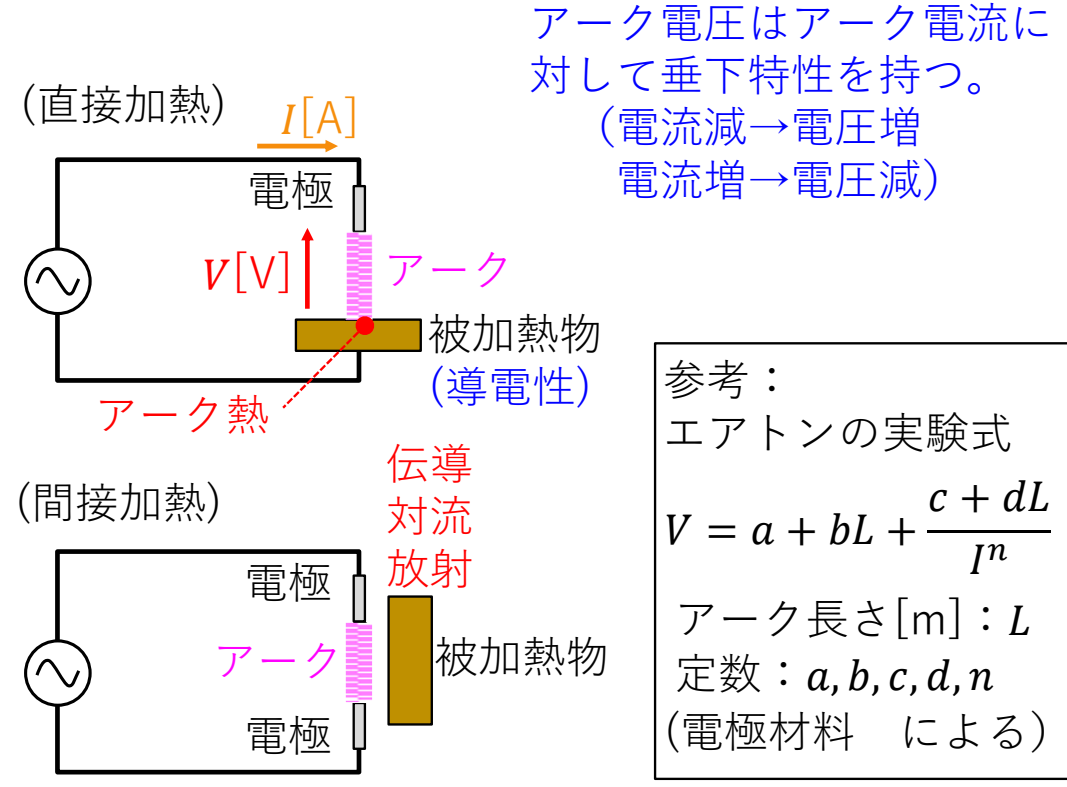 アーク電圧はアーク電流に
対して垂下特性を持つ。
(電流減→電圧増
電流増→電圧減)
(直接加熱)
I[A]
電極
V[V]
アーク
被加熱物
(導電性)
アーク熱
(間接加熱)
伝導
対流
放射
電極
アーク
被加熱物
電極
参考：
エアトンの実験式
V = a + bL + \frac{c + dL}{I^n}
アーク長さ[m]：L
定数：a, b, c, d, n
(電極材料　による)